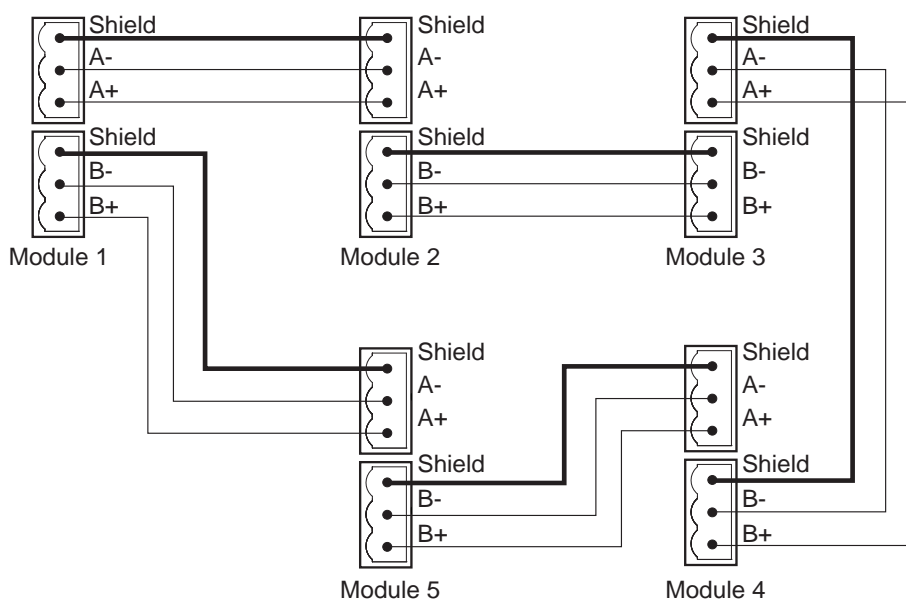 Shield
A-
A+
Shield
B-
B+
Module 1
Shield
A-
A+
Shield
B-
B+
Module 2
Shield
A-
A+
Shield
B-
B+
Module 3
Shield
A-
A+
Shield
B-
B+
Module 5
Shield
A-
A+
Shield
B-
B+
Module 4